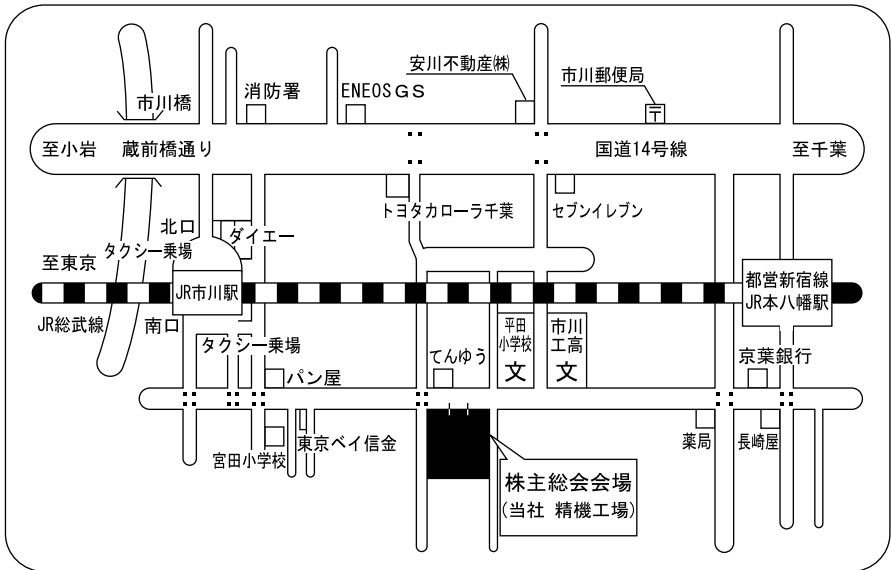 安川不動産㈱
市川郵便局
市川橋
消防署
ENEOS GS
〒
至小岩
蔵前橋通り
国道14号線
至千葉
トヨタカローラ千葉
セブンイレブン
北口
ダイエー
タクシー乗場
至東京
JR市川駅
都営新宿線
JR本八幡駅
JR総武線
南口
タクシー乗場
平田
小学校
文
市川
工高
文
てんゆう
京葉銀行
パン屋
宮田小学校
東京ベイ信金
薬局
長崎屋
株主総会会場
(当社 精機工場)